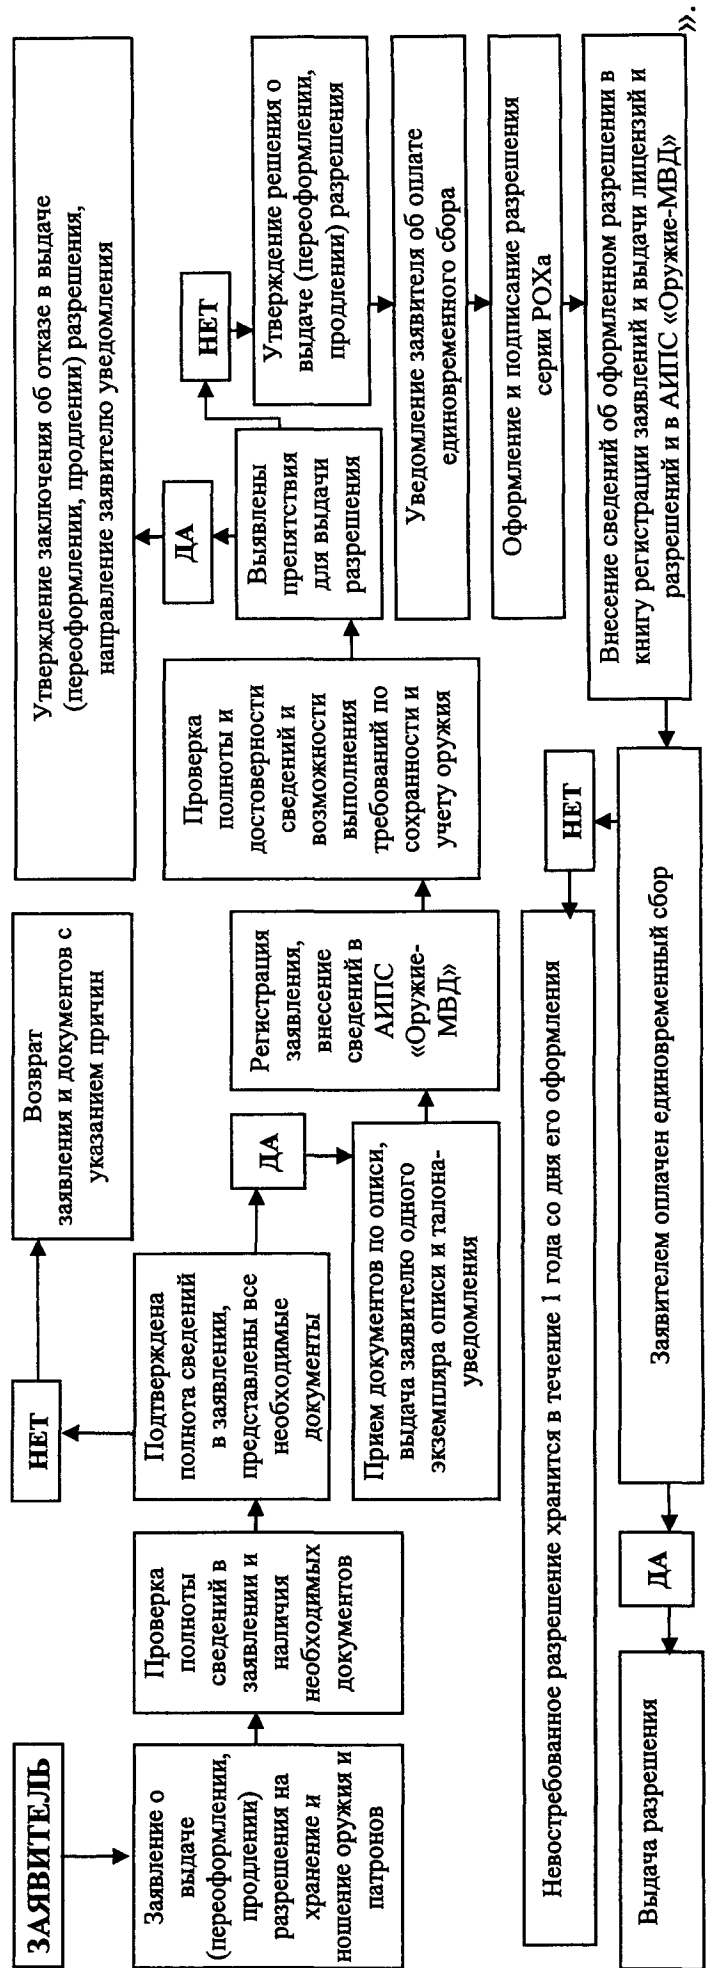 ЗАЯВИТЕЛЬ
Заявление о
выдаче
(переоформлении,
продлении)
разрешения на
хранение и
ношение оружия и
патронов
Проверка
полноты
сведений в
заявлении и
наличия
необходимых
документов
Подтверждена
полнота сведений
в заявлении,
представлены все
необходимые
документы
НЕТ
Возврат
заявления и документов с
указанием причин
ДА
Прием документов по описи,
выдача заявителю одного
экземпляра описи и талона-
уведомления
Регистрация
заявления,
внесение
сведений в
АИПС
«Оружие-
МВД»
Проверка
полноты и
достоверности
сведений и
возможности
выполнения
требований по
сохранности и
учету оружия
Выявлены
препятствия
для выдачи
разрешения
ДА
Утверждение заключения об отказе в выдаче
(переоформлении, продлении) разрешения,
направление заявителю уведомления
НЕТ
Утверждение решения о
выдаче (переоформлении,
продлении) разрешения
Уведомление заявителя об оплате
единовременного сбора
Оформление и подписание разрешения
серии РОХа
Внесение сведений об оформленном разрешении в
книгу регистрации заявлений и выдачи лицензий и
разрешений и в АИПС «Оружие-МВД»
Заявителем оплачен единовременный сбор
НЕТ
Невостребованное разрешение хранится в течение 1 года со дня его оформления
ДА
Выдача разрешения
».